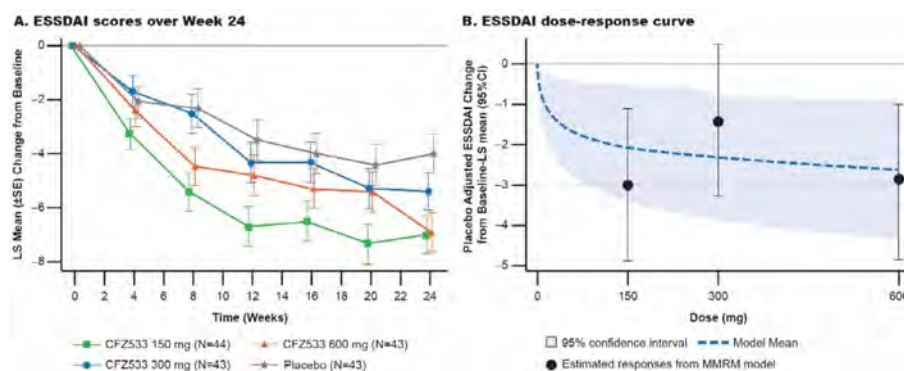 A. ESSDAI scores over Week 24
LS Mean (±SE) Change from Baseline
0
−2
−4
−6
−8
0 2 4 6 8 10 12 14 16 18 20 22 24
Time (Weeks)
CFZ533 150 mg (N=44)
CFZ533 600 mg (N=43)
CFZ533 300 mg (N=43)
Placebo (N=43)
B. ESSDAI dose-response curve
Placebo Adjusted ESSDAI Change
from Baseline-LS mean (95%CI)
0
−1
−2
−3
−4
−5
0 150 300 600
Dose (mg)
95% confidence interval
Model Mean
Estimated responses from MMRM model